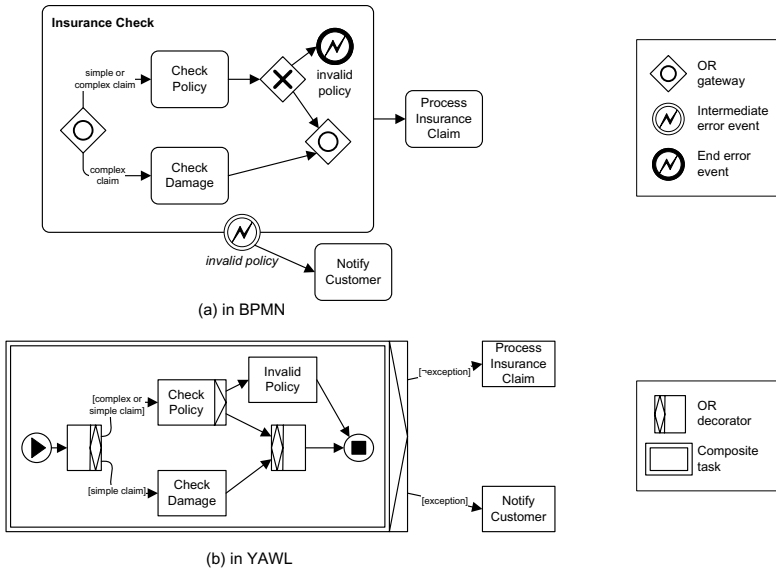 Insurance Check
simple or
complex claim
Check
Policy
invalid
policy
Process
Insurance
Claim
complex
claim
Check
Damage
invalid policy
Notify
Customer
(a) in BPMN
OR
gateway
Intermediate
error event
End error
event
[complex or
simple claim]
Check
Policy
Invalid
Policy
[simple claim]
Check
Damage
[¬exception]
Process
Insurance
Claim
[exception]
Notify
Customer
(b) in YAWL
OR
decorator
Composite
task